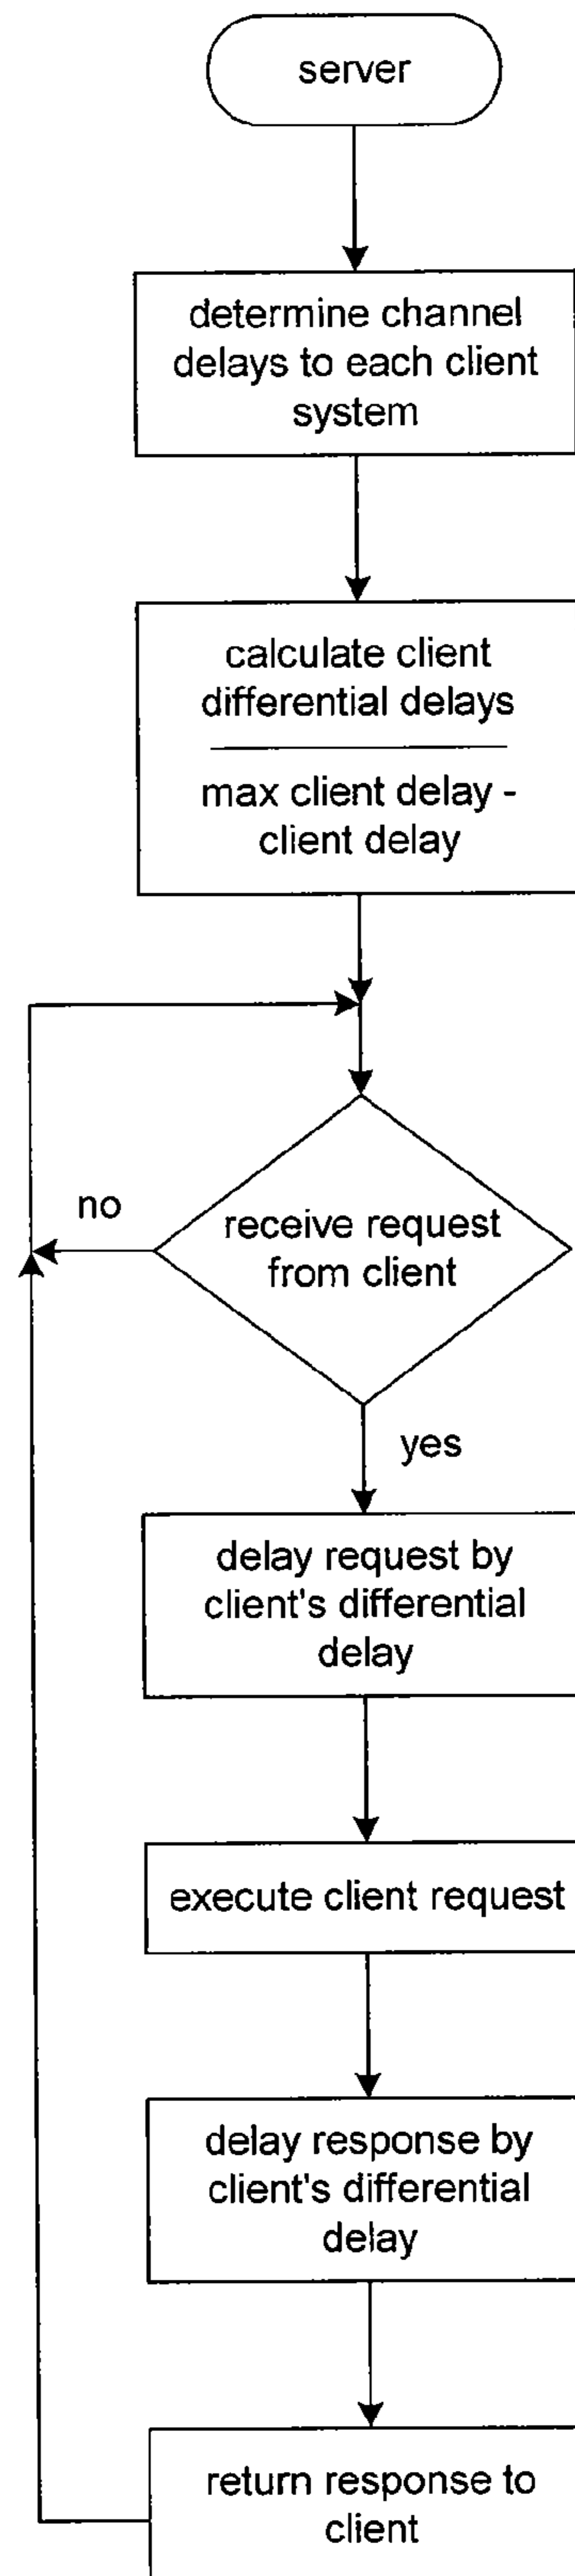 server
determine channel
delays to each client
system
calculate client
differential delays
max client delay -
client delay
no
receive request
from client
yes
delay request by
client's differential
delay
execute client request
delay response by
client's differential
delay
return response to
client